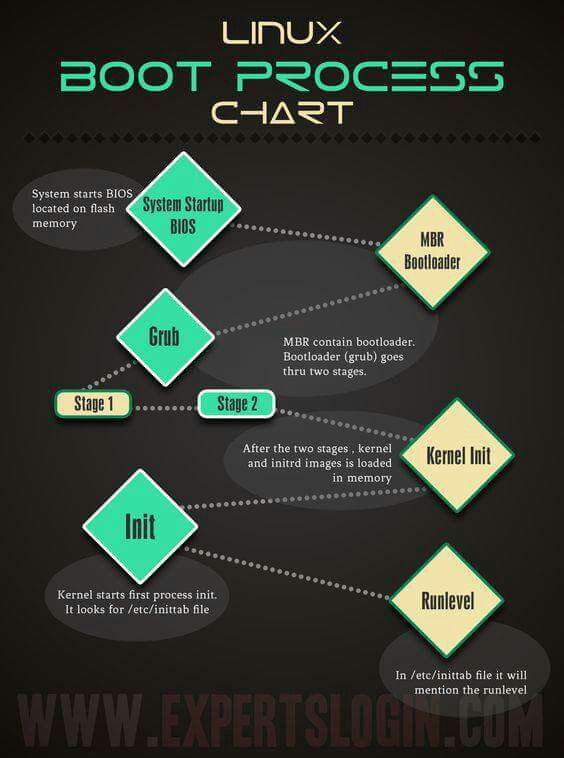 LINUX
BOOT PROCESS
CHART
System starts BIOS
located on flash
memory
System Startup
BIOS
MBR
Bootloader
Grub
MBR contain bootloader.
Bootloader (grub) goes
thru two stages.
Stage 1
Stage 2
After the two stages , kernel
and initrd images is loaded
in memory
Kernel Init
Init
Kernel starts first process init.
It looks for /etc/inittab file
Runlevel
In /etc/inittab file it will
mention the runlevel
WWW.EXPERTSLOGIN.COM